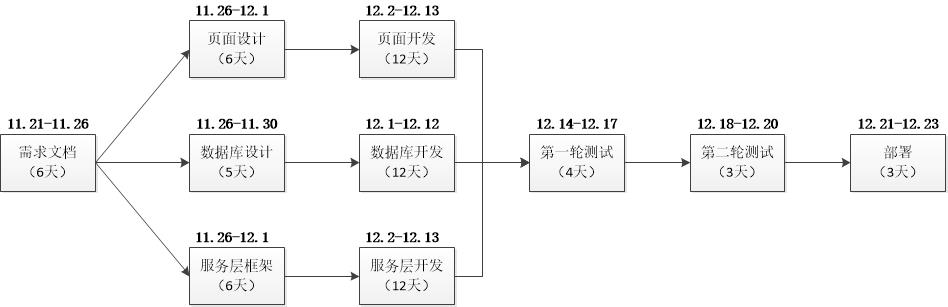 11.26-12.1
页面设计
(6天)
12.2-12.13
页面开发
(12天)
11.21-11.26
需求文档
(6天)
11.26-11.30
数据库设计
(5天)
12.1-12.12
数据库开发
(12天)
12.14-12.17
第一轮测试
(4天)
12.18-12.20
第二轮测试
(3天)
12.21-12.23
部署
(3天)
11.26-12.1
服务层框架
(6天)
12.2-12.13
服务层开发
(12天)